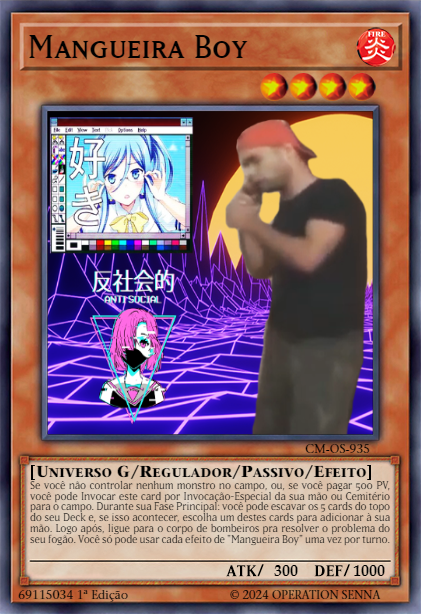 Mangueira Boy
FIRE
炎
File Edit View Text Options Help
好き
反社会的
ANTI SOCIAL
CM-OS-935
[Universo G/Regulador/Passivo/Efeito]
Se você não controlar nenhum monstro no campo, ou, se você pagar 500 PV,
você pode Invocar este card por Invocação-Especial da sua mão ou Cemitério
para o campo. Durante sua Fase Principal: você pode escavar os 5 cards do topo
do seu Deck e, se isso acontecer, escolha um destes cards para adicionar à sua
mão. Logo após, ligue para o corpo de bombeiros pra resolver o problema do
seu fogão. Você só pode usar cada efeito de "Mangueira Boy" uma vez por turno.
ATK/ 300 DEF/1000
69115034 1ª Edição © 2024 OPERATION SENNA